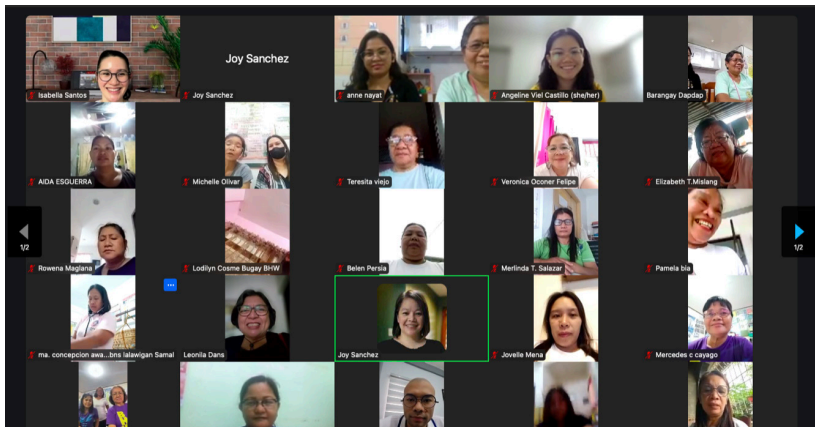 Joy Sanchez
Isabella Santos
Joy Sanchez
anne nayat
Angeline Viel Castillo (she/her)
Barangay Dapdap
AIDA ESGUERRA
Michelle Olivar
Teresita viejo
Veronica Oconer Felipe
Elizabeth T.Mislang
Rowena Maglana
Lodilyn Cosme Bugay BHW
Belen Persia
Merlinda T. Salazar
Pamela bia
1/2
1/2
ma. concepcion awa...bns lalawigan Samal
Leonila Dans
Joy Sanchez
Jovelle Mena
Mercedes c cayago